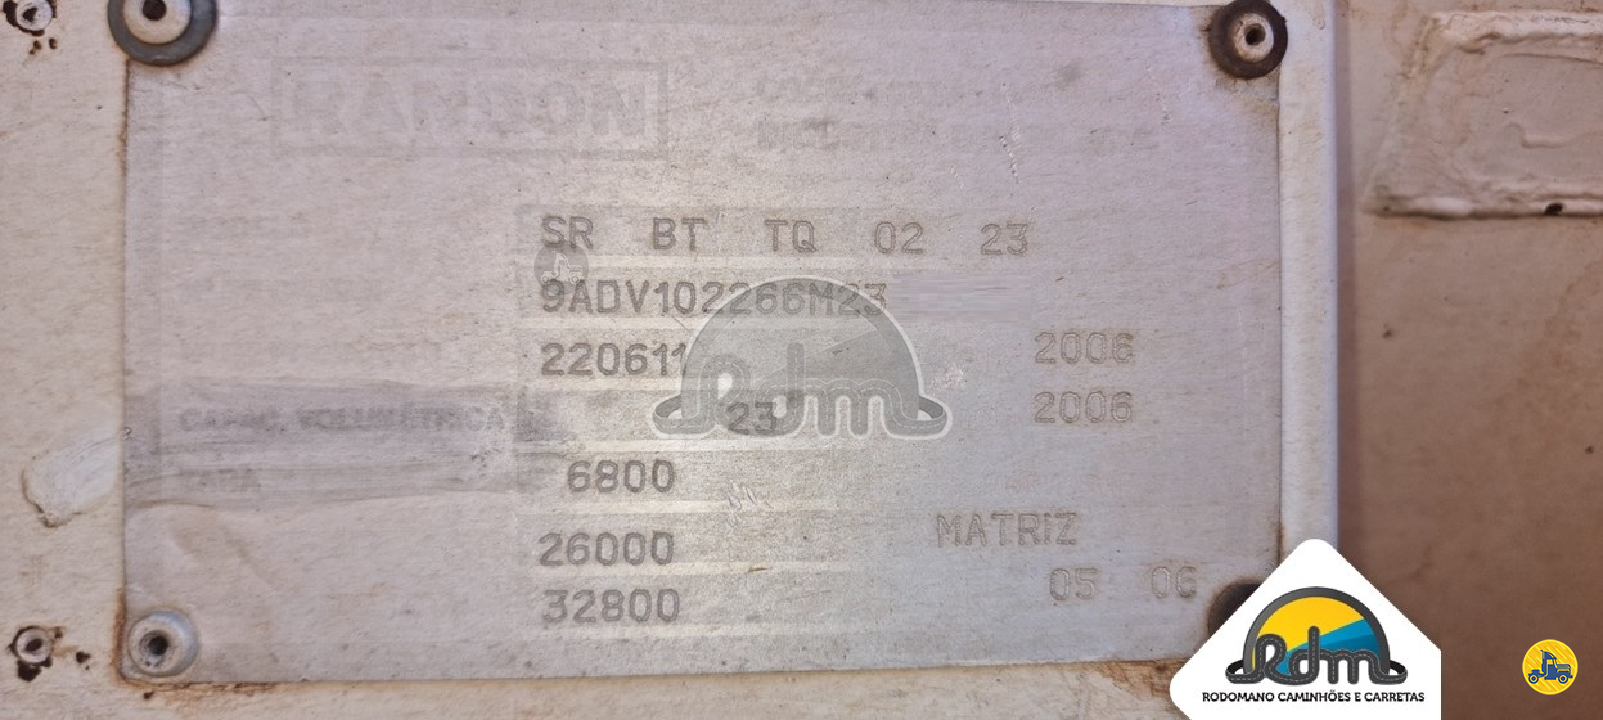 RANDON
SR BT TQ 02 23
9ADV102266M23
220611 2006
23 2006
CAPAC. VOLUMÉTRICA
TARA
6800
26000 MATRIZ
32800 05 06
Rdm
Rdm
RODOMANO CAMINHÕES E CARRETAS